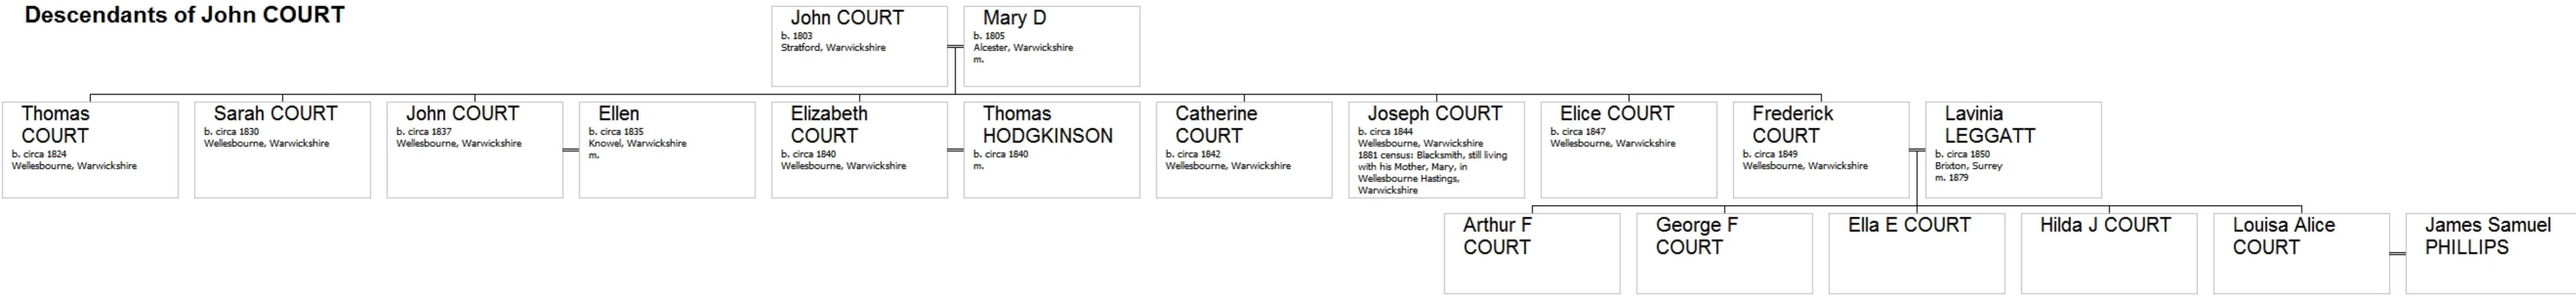 Descendants of John COURT
John COURT
b. 1803
Stratford, Warwickshire
Mary D
b. 1805
Alcester, Warwickshire
m.
Thomas
COURT
b. circa 1824
Wellesbourne, Warwickshire
Sarah COURT
b. circa 1830
Wellesbourne, Warwickshire
John COURT
b. circa 1837
Wellesbourne, Warwickshire
Ellen
b. circa 1835
Knowel, Warwickshire
m.
Elizabeth
COURT
b. circa 1840
Wellesbourne, Warwickshire
Thomas
HODGKINSON
b. circa 1840
m.
Catherine
COURT
b. circa 1842
Wellesbourne, Warwickshire
Joseph COURT
b. circa 1844
Wellesbourne, Warwickshire
1881 census: Blacksmith, still living
with his Mother, Mary, in
Wellesbourne Hastings,
Warwickshire
Elice COURT
b. circa 1847
Wellesbourne, Warwickshire
Frederick
COURT
b. circa 1849
Wellesbourne, Warwickshire
Lavinia
LEGGATT
b. circa 1850
Brixton, Surrey
m. 1879
Arthur F
COURT
George F
COURT
Ella E COURT
Hilda J COURT
Louisa Alice
COURT
James Samuel
PHILLIPS